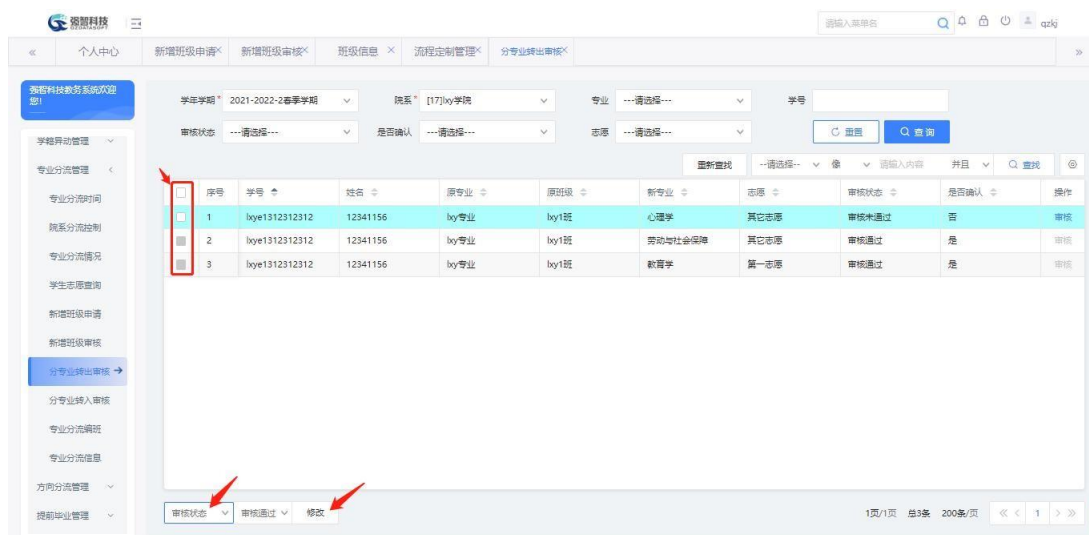 强智科技
QZDATASOFT
请输入菜单名
qzkj
个人中心 新增班级申请 新增班级审核 班级信息 流程定制管理 分专业转出审核
强智科技教务系统欢迎
您!
学籍异动管理
专业分流管理
专业分流时间
院系分流控制
专业分流情况
学生志愿查询
新增班级申请
新增班级审核
分专业转出审核
分专业转入审核
专业分流编班
专业分流信息
方向分流管理
提前毕业管理
学年学期* 2021-2022-2春季学期 院系* [17]lxy学院 专业 ---请选择--- 学号
审核状态 ---请选择--- 是否确认 ---请选择--- 志愿 ---请选择--- 重置 查询
重新查找 --请选择-- 像 请输入内容 并且 查找
序号 学号 姓名 原专业 原班级 新专业 志愿 审核状态 是否确认 操作
1 lxye1312312312 12341156 lxy专业 lxy1班 心理学 其它志愿 审核未通过 否 审核
2 lxye1312312312 12341156 lxy专业 lxy1班 劳动与社会保障 其它志愿 审核通过 是 审核
3 lxye1312312312 12341156 lxy专业 lxy1班 教育学 第一志愿 审核通过 是 审核
审核状态 审核通过 修改
1页/1页 总3条 200条/页 1